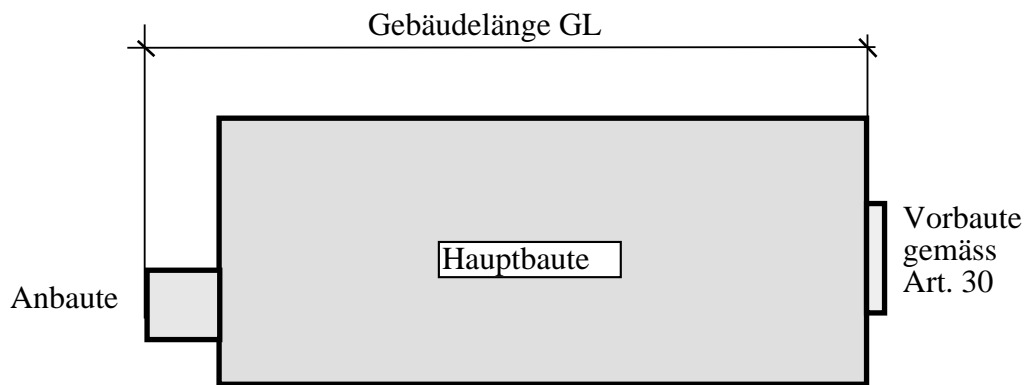 Gebäudelänge GL
Hauptbaute
Anbaute
Vorbaute
gemäss
Art. 30